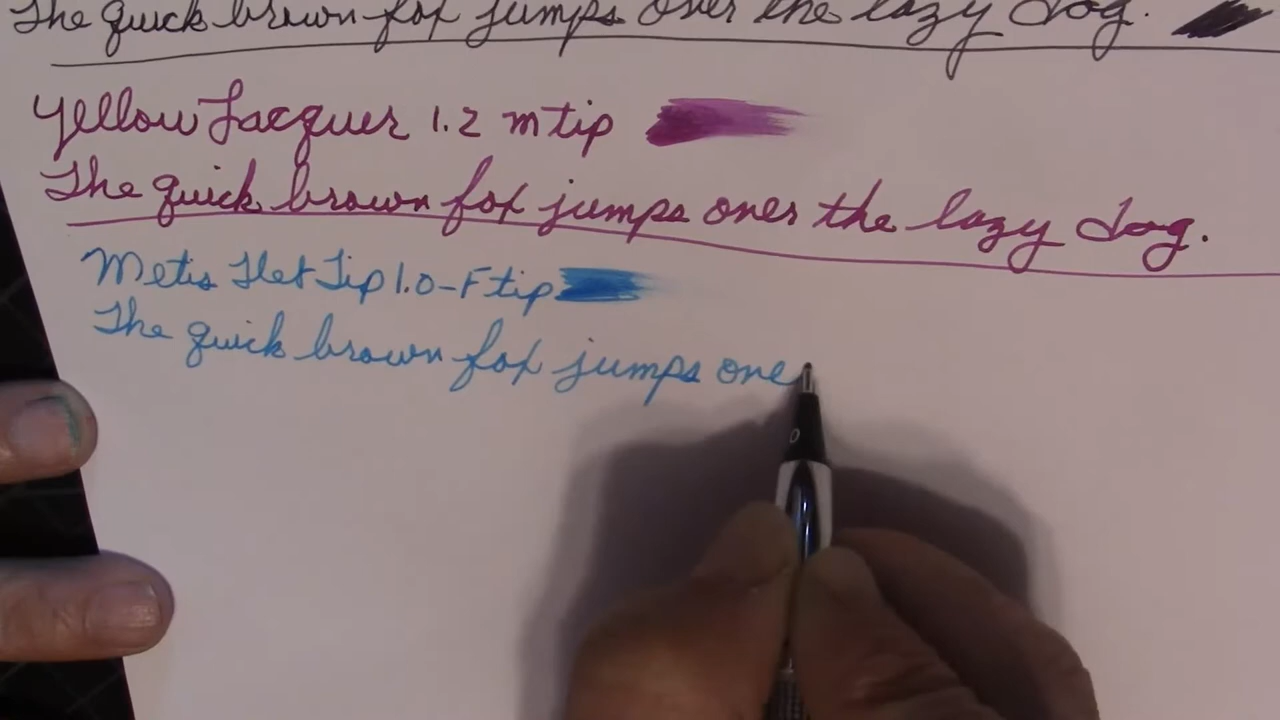 The quick brown fox jumps over the lazy dog.
Yellow Lacquer 1.2 m tip
The quick brown fox jumps over the lazy dog.
Metis Flet Tip 1.0-F tip
The quick brown fox jumps ove